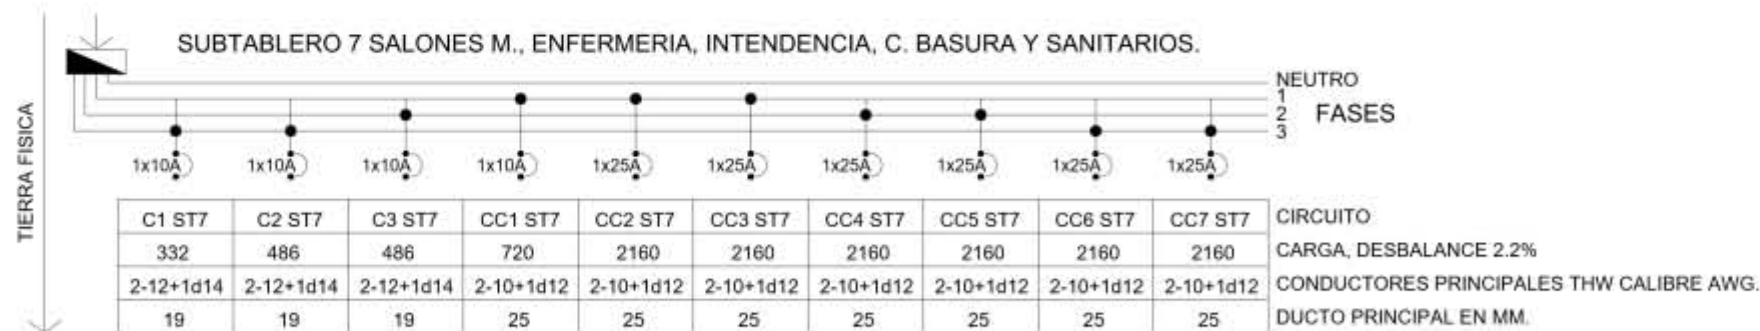 SUBTABLERO 7 SALONES M., ENFERMERIA, INTENDENCIA, C. BASURA Y SANITARIOS.
TIERRA FISICA
NEUTRO
1
2
3
FASES
1x10A 1x10A 1x10A 1x10A 1x25A 1x25A 1x25A 1x25A 1x25A 1x25A
C1 ST7 C2 ST7 C3 ST7 CC1 ST7 CC2 ST7 CC3 ST7 CC4 ST7 CC5 ST7 CC6 ST7 CC7 ST7 CIRCUITO
332 486 486 720 2160 2160 2160 2160 2160 2160 CARGA, DESBALANCE 2.2%
2-12+1d14 2-12+1d14 2-12+1d14 2-10+1d12 2-10+1d12 2-10+1d12 2-10+1d12 2-10+1d12 2-10+1d12 2-10+1d12 CONDUCTORES PRINCIPALES THW CALIBRE AWG.
19 19 19 25 25 25 25 25 25 25 DUCTO PRINCIPAL EN MM.